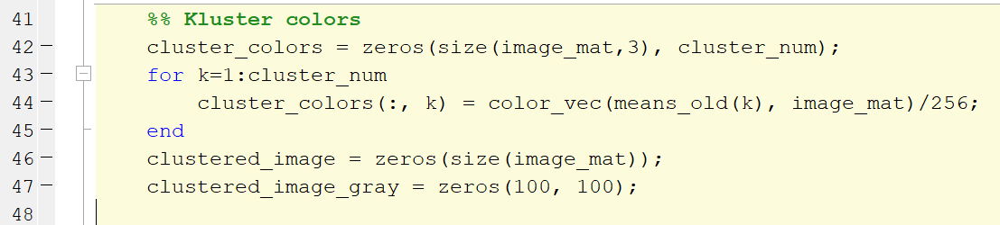 41 %% Kluster colors
42 – cluster_colors = zeros(size(image_mat,3), cluster_num);
43 – for k=1:cluster_num
44 – cluster_colors(:, k) = color_vec(means_old(k), image_mat)/256;
45 – end
46 – clustered_image = zeros(size(image_mat));
47 – clustered_image_gray = zeros(100, 100);
48